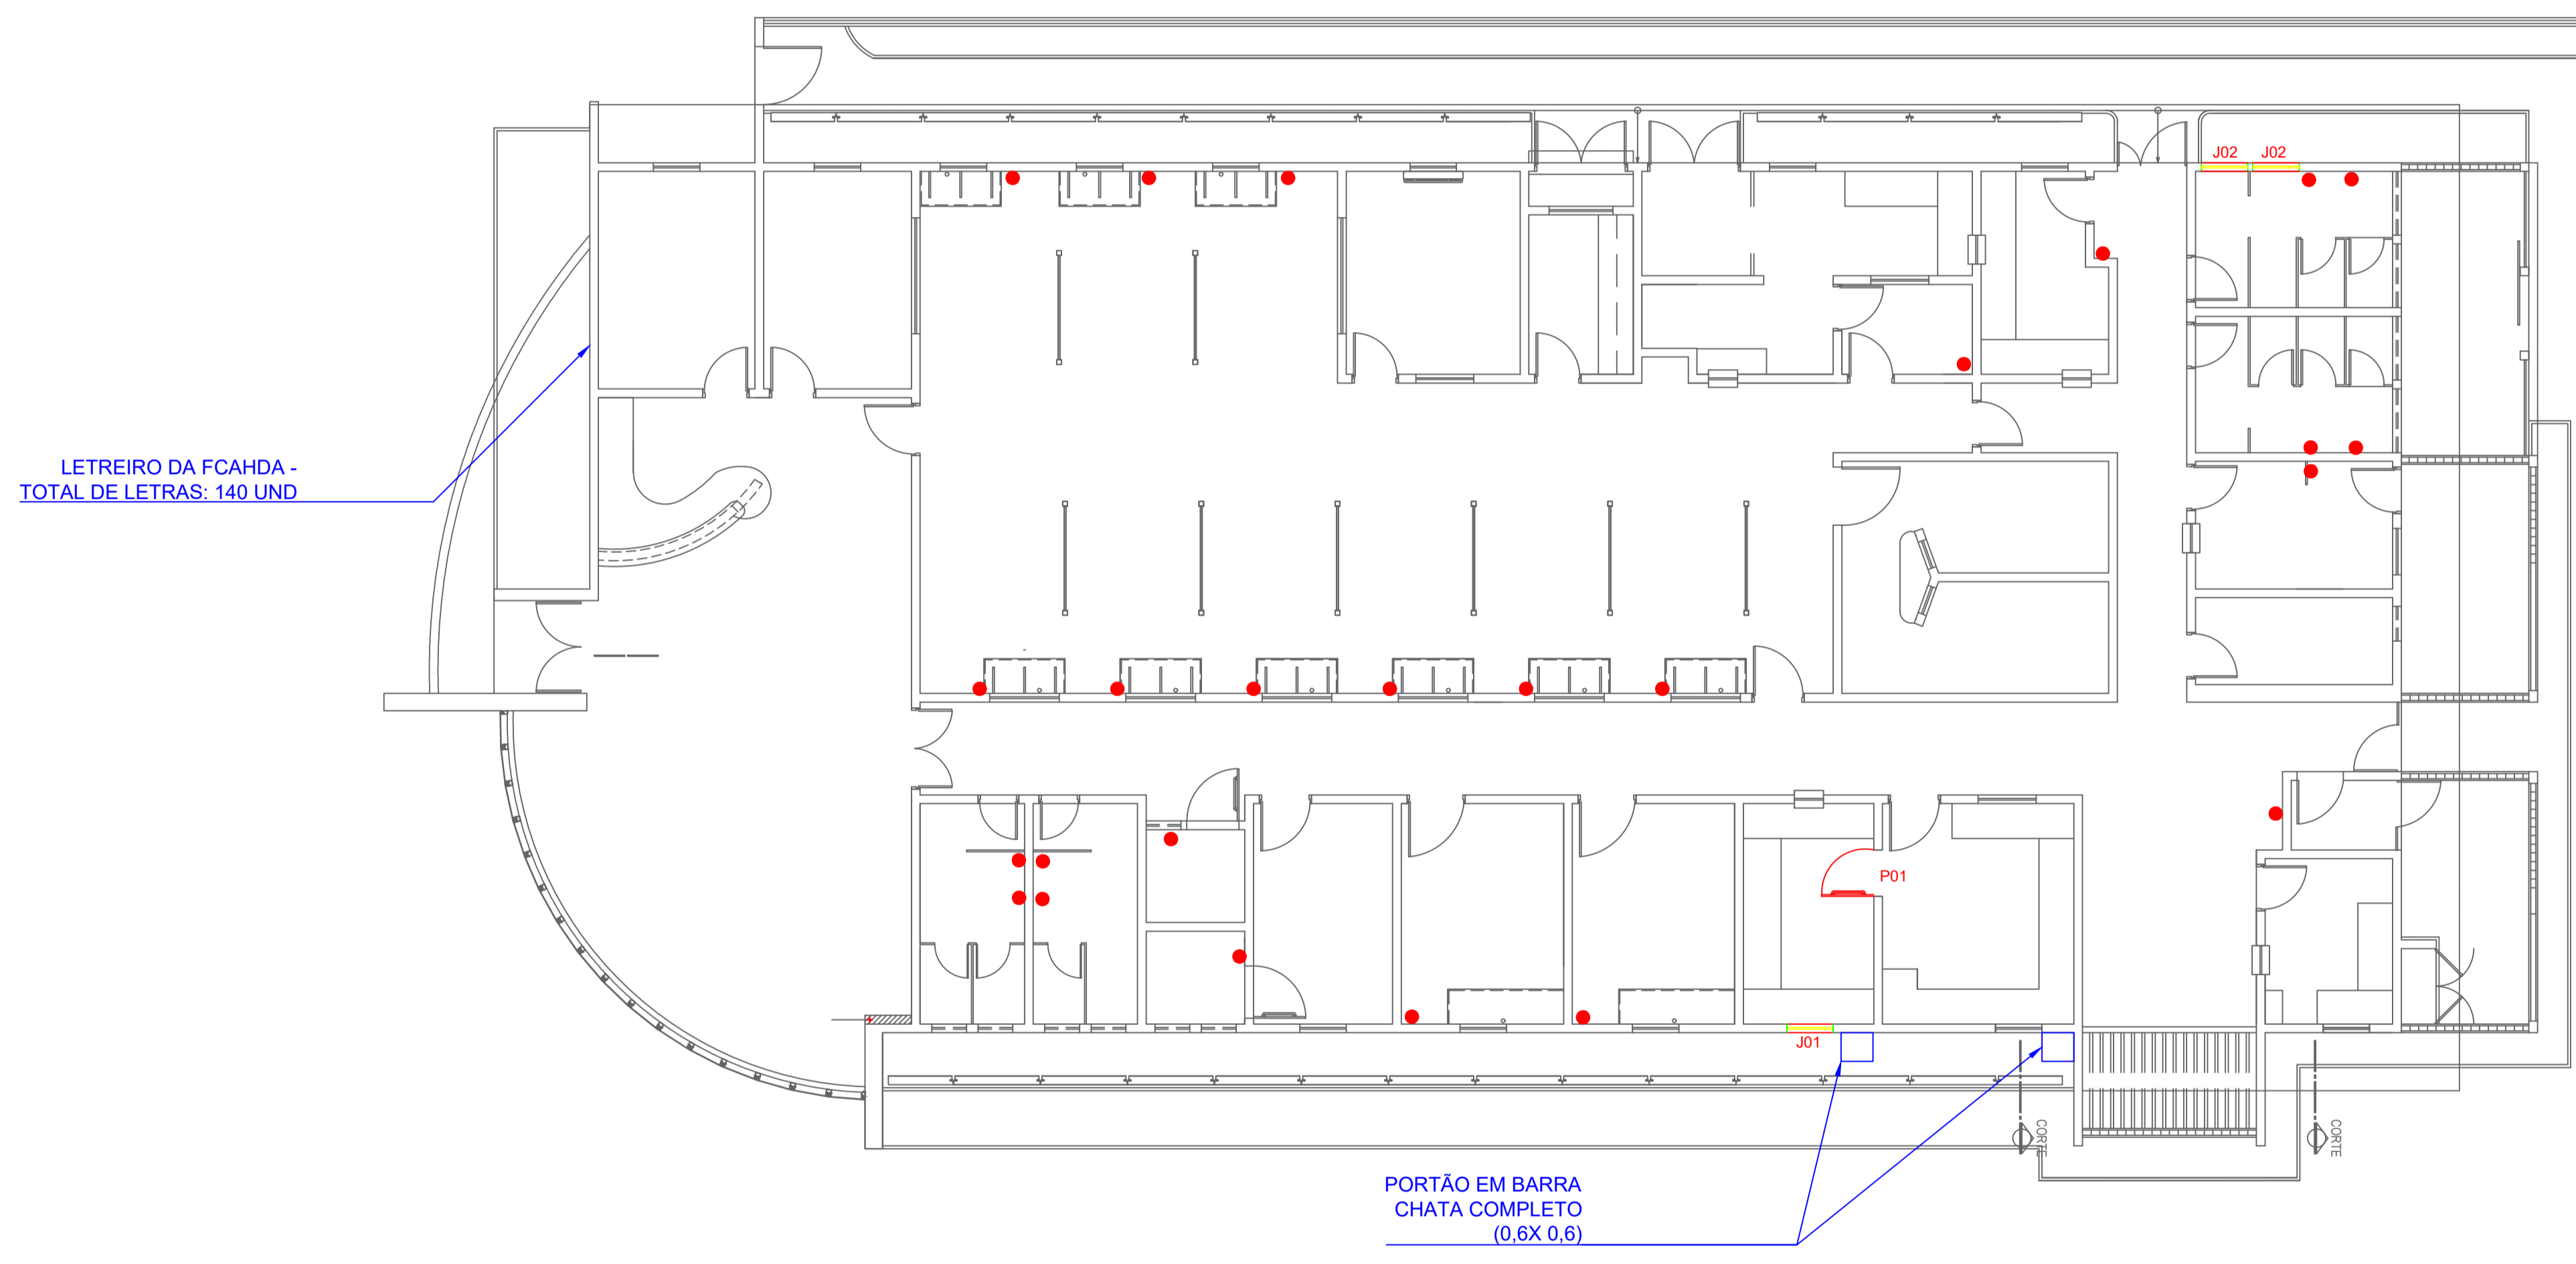 J02 J02
LETREIRO DA FCAHDA -
TOTAL DE LETRAS: 140 UND
P01
J01
CORTE
CORTE
PORTÃO EM BARRA
CHATA COMPLETO
(0,6X 0,6)